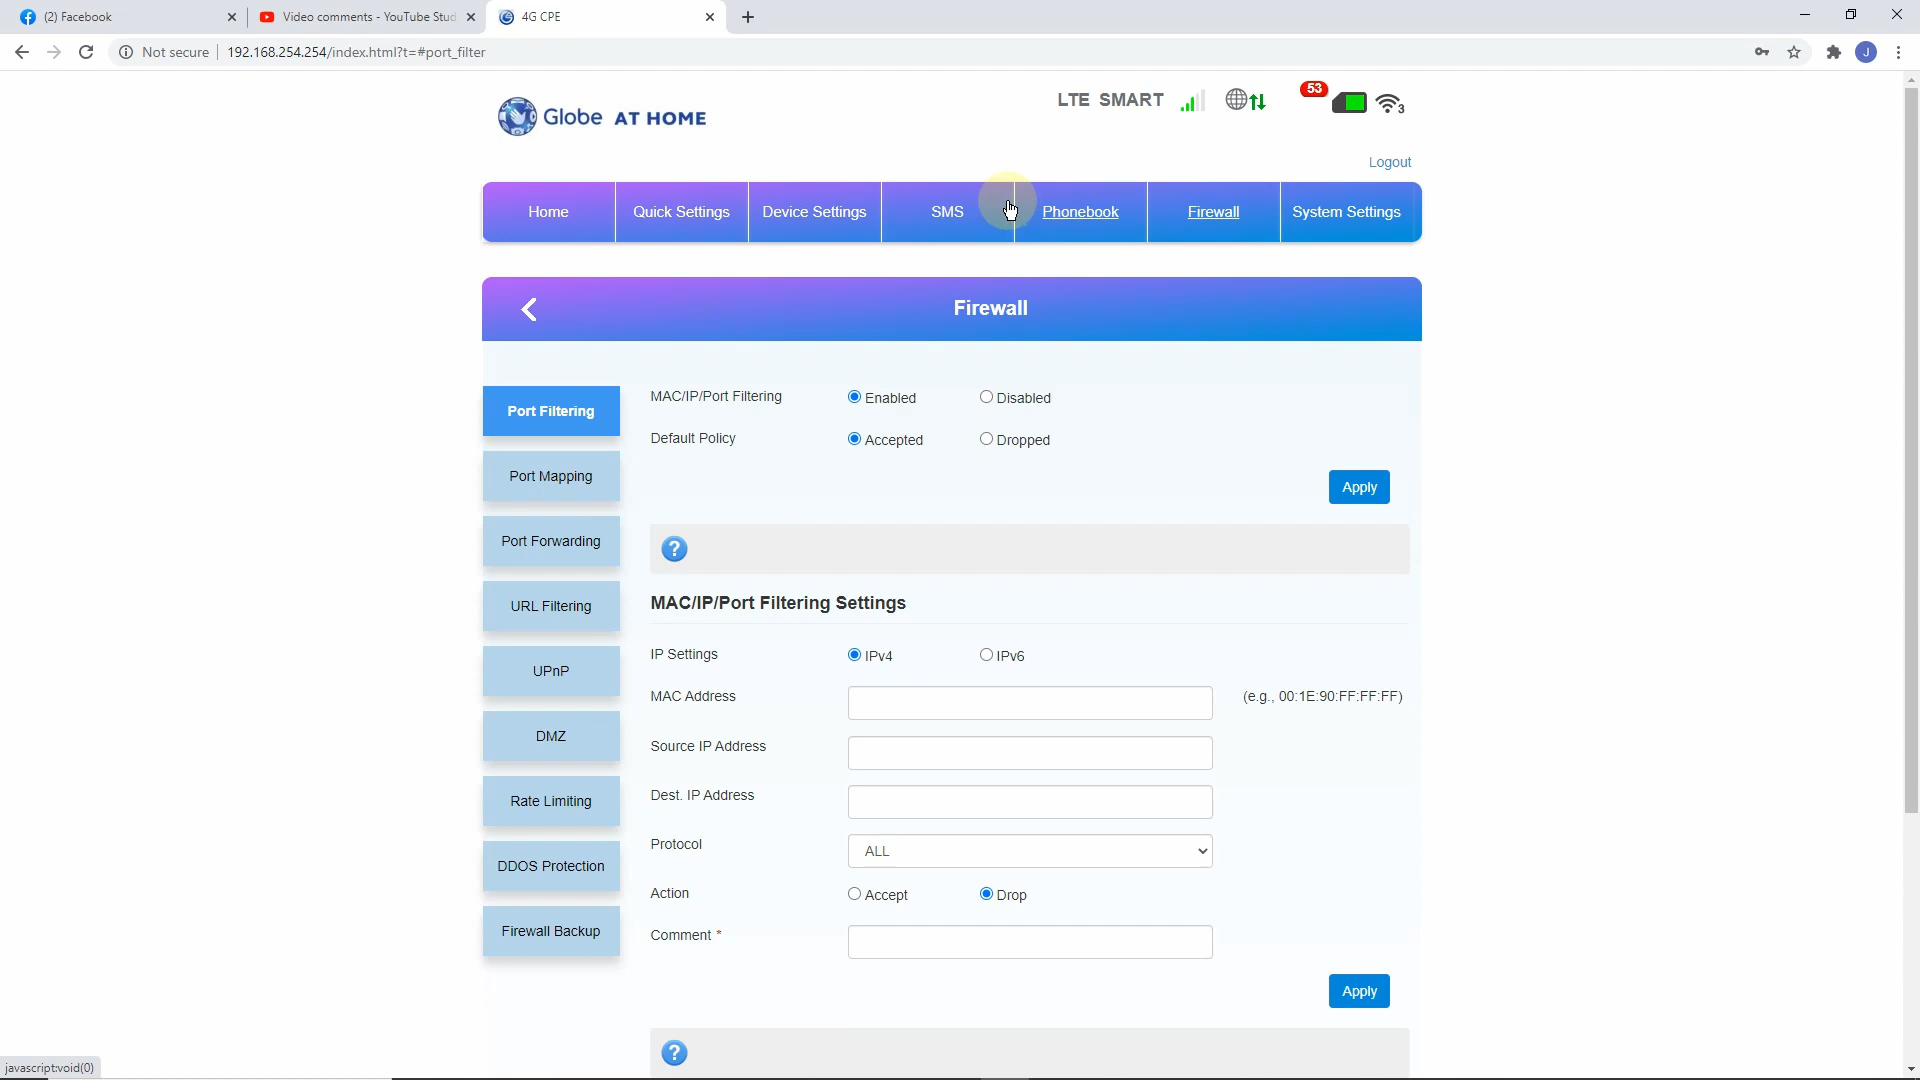 (2) Facebook
Video comments - YouTube Stud
4G CPE
Not secure
192.168.254.254/index.html?t=#port_filter
J
Globe AT HOME
LTE SMART
53
3
Logout
Home
Quick Settings
Device Settings
SMS
Phonebook
Firewall
System Settings
Firewall
Port Filtering
Port Mapping
Port Forwarding
URL Filtering
UPnP
DMZ
Rate Limiting
DDOS Protection
Firewall Backup
MAC/IP/Port Filtering
Enabled
Disabled
Default Policy
Accepted
Dropped
Apply
?
MAC/IP/Port Filtering Settings
IP Settings
IPv4
IPv6
MAC Address
(e.g., 00:1E:90:FF:FF:FF)
Source IP Address
Dest. IP Address
Protocol
ALL
Action
Accept
Drop
Comment *
Apply
?
javascript:void(0)